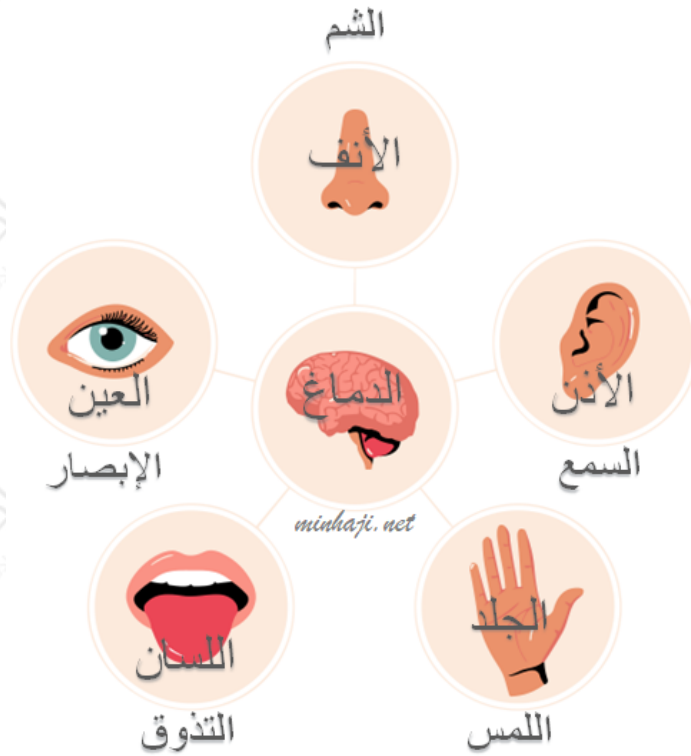 الشم
الأنف
الأذن
السمع
الدماغ
العين
الإبصار
minhaji.net
الجلد
اللمس
اللسان
التذوق